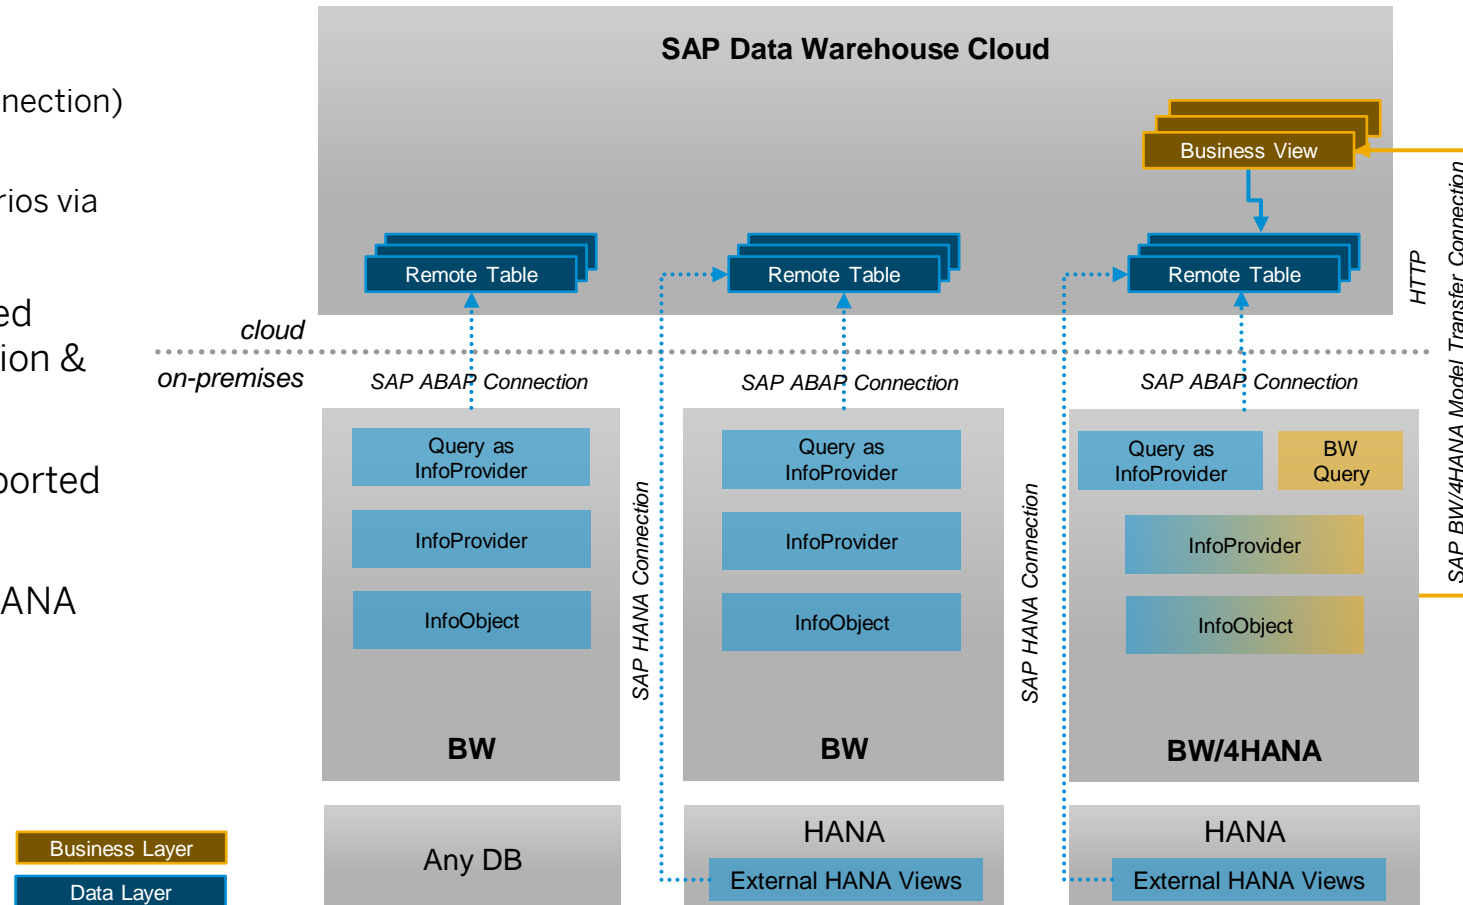 nection)
rios via
ed
ion &
ported
ANA
SAP Data Warehouse Cloud
Business View
Remote Table
Remote Table
Remote Table
HTTP
SAP BW/4HANA Model Transfer Connection
cloud
on-premises
SAP ABAP Connection
SAP ABAP Connection
SAP ABAP Connection
Query as
InfoProvider
InfoProvider
InfoObject
BW
SAP HANA Connection
Query as
InfoProvider
InfoProvider
InfoObject
BW
SAP HANA Connection
Query as
InfoProvider
BW
Query
InfoProvider
InfoObject
BW/4HANA
Any DB
HANA
External HANA Views
HANA
External HANA Views
Business Layer
Data Layer